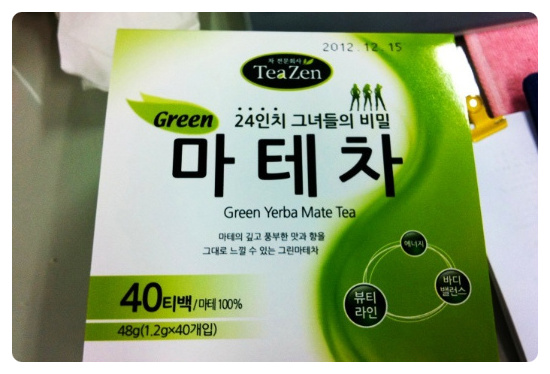 2012.12.15
차 전문회사
TeaZen
Green
24인치 그녀들의 비밀
마테차
Green Yerba Mate Tea
마테의 깊고 풍부한 맛과 향을
그대로 느낄 수 있는 그린마테차
에너지
바디
밸런스
뷰티
라인
40티백/마테 100%
48g(1.2g×40개입)